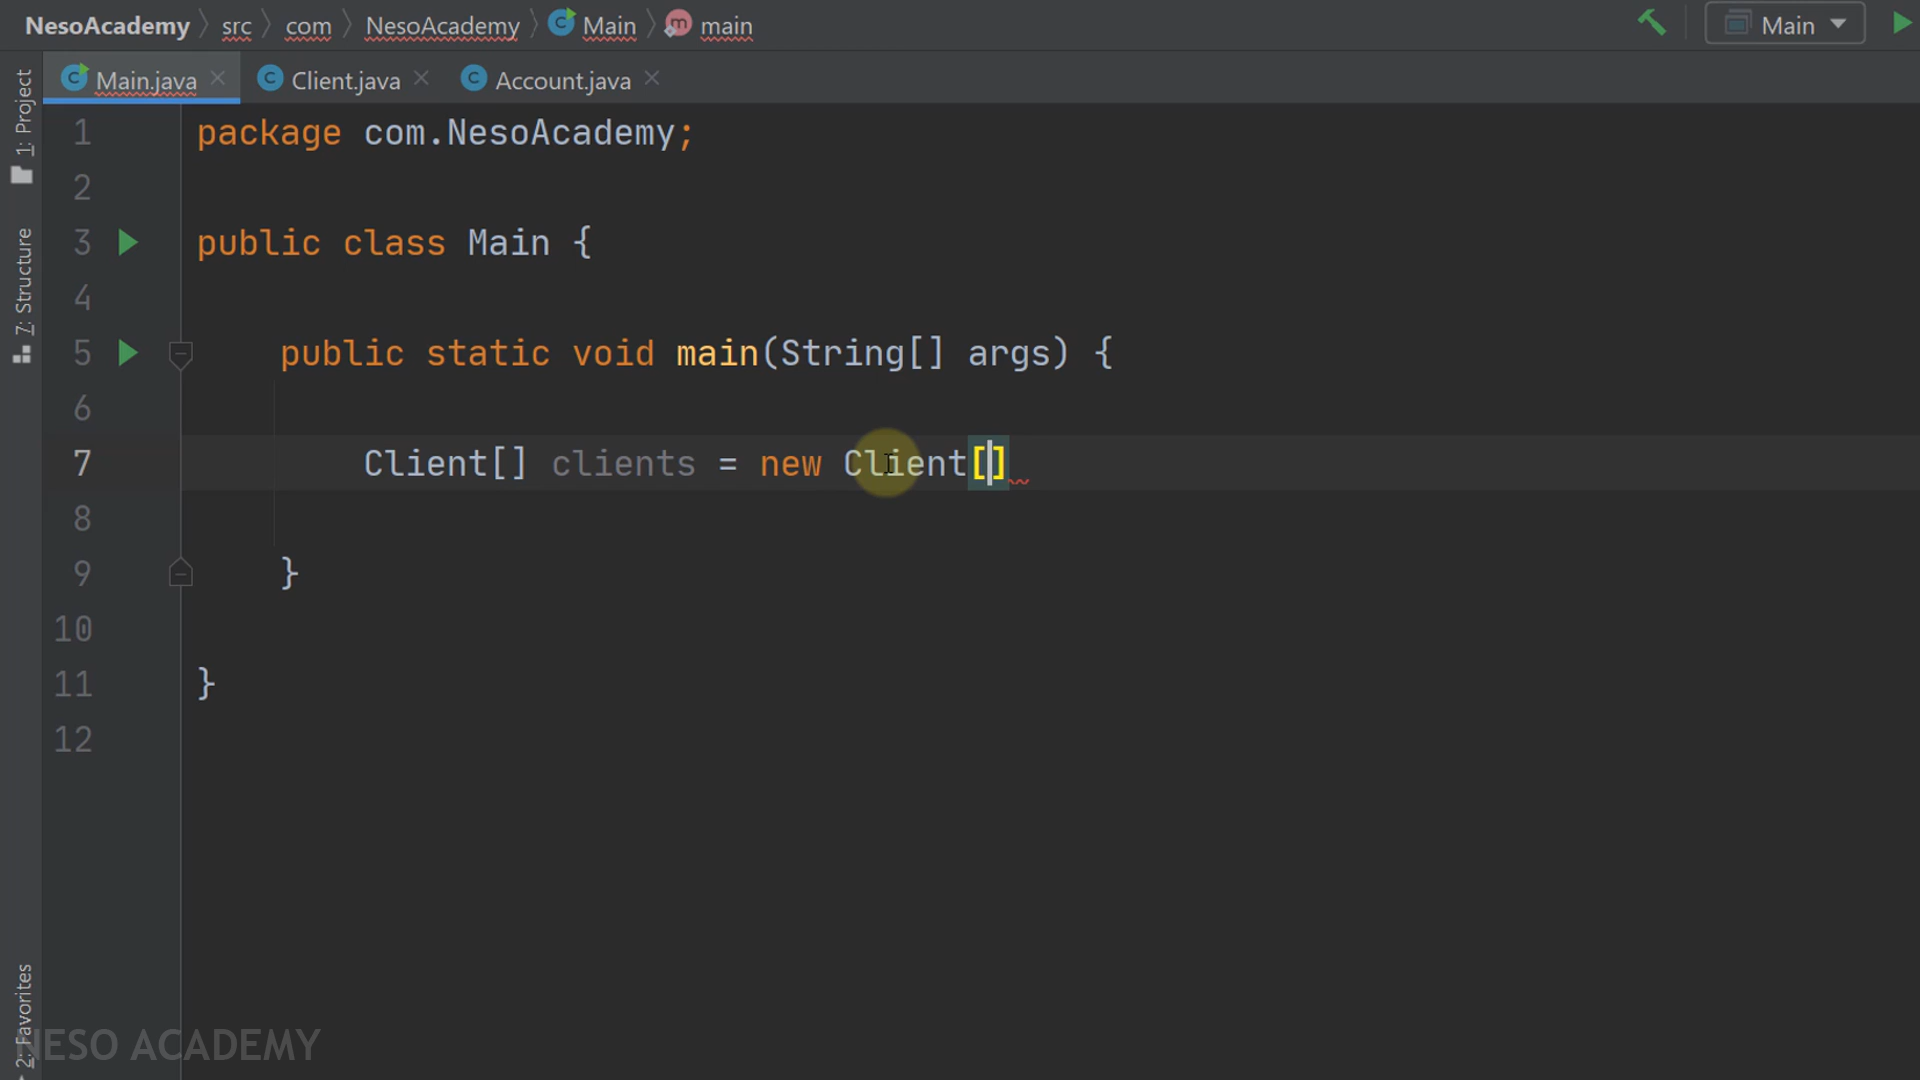 NesoAcademy src com NesoAcademy Main main Main
Main.java Client.java Account.java
1: Project
7: Structure
2: Favorites
1 package com.NesoAcademy;
2
3 public class Main {
4
5 public static void main(String[] args) {
6
7 Client[] clients = new Client[]
8
9 }
10
11 }
12
NESO ACADEMY